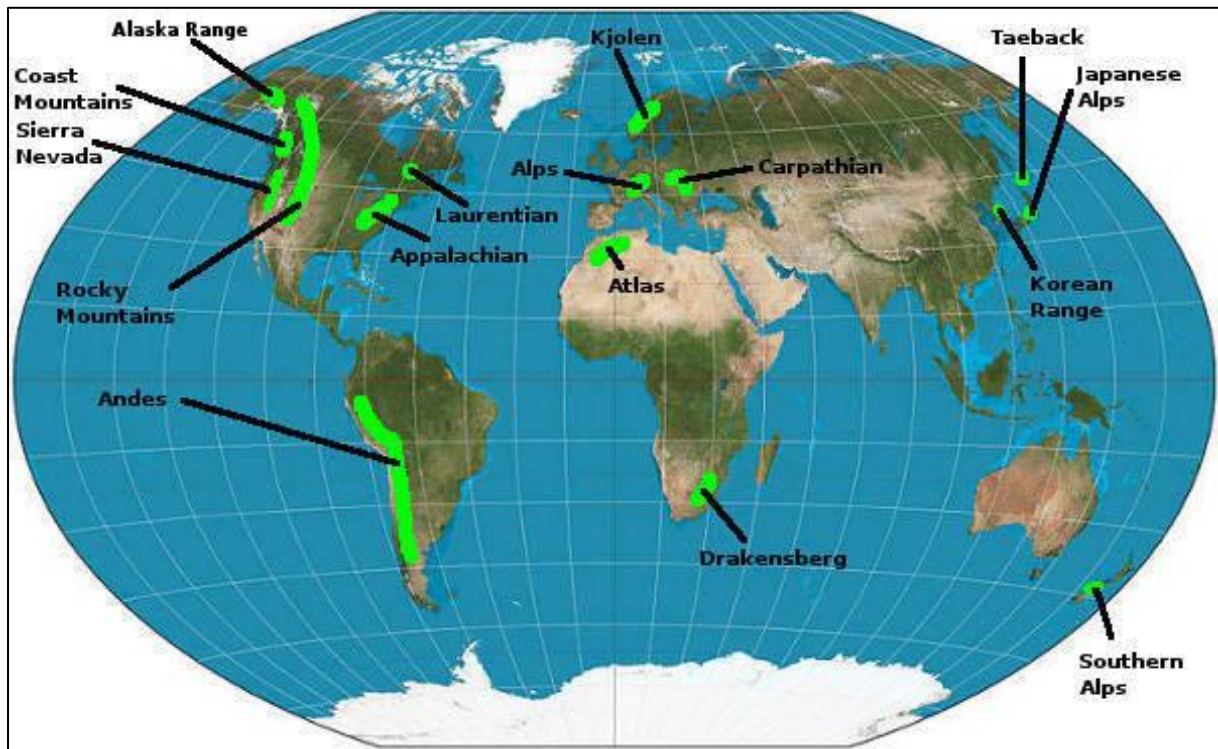 Alaska Range
Kjolen
Taeback
Coast
Mountains
Japanese
Alps
Sierra
Nevada
Alps
Carpathian
Laurentian
Appalachian
Atlas
Korean
Range
Rocky
Mountains
Andes
Drakensberg
Southern
Alps